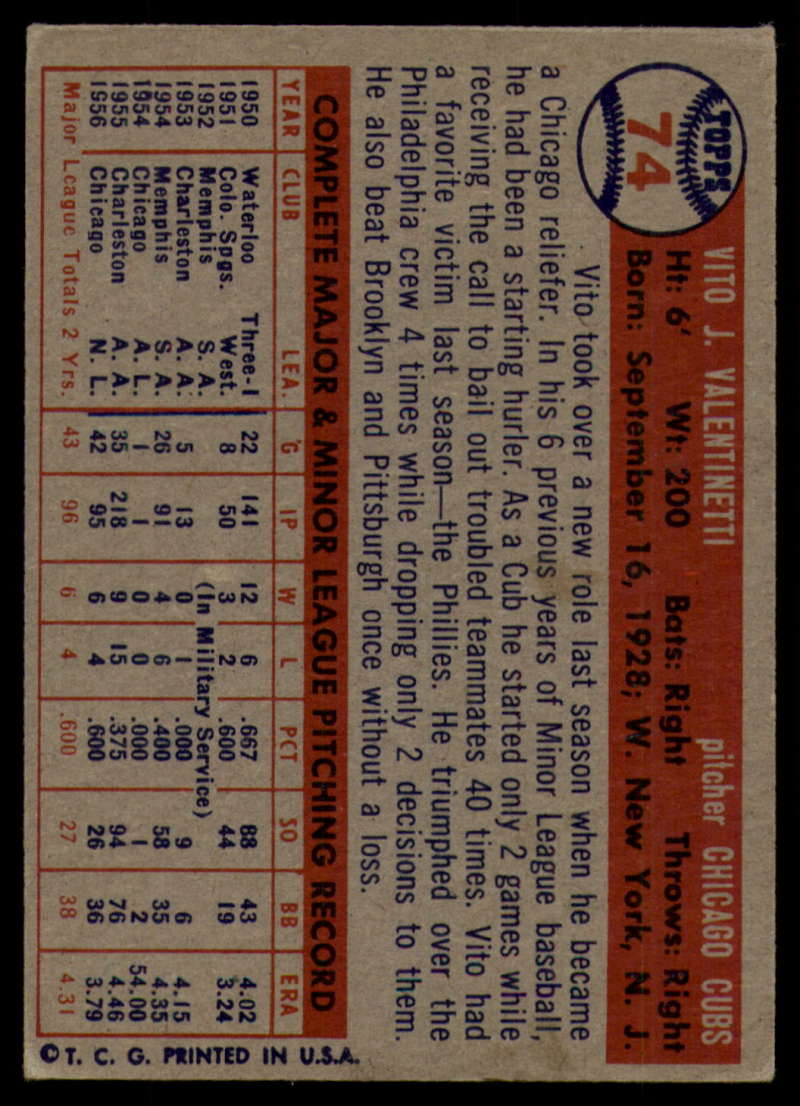 TOPPS
74
VITO J. VALENTINETTI pitcher CHICAGO CUBS
Ht: 6' Wt: 200 Bats: Right Throws: Right
Born: September 16, 1928; W. New York, N. J.
Vito took over a new role last season when he became
a Chicago reliefer. In his 6 previous years of Minor League baseball,
he had been a starting hurler. As a Cub he started only 2 games while
receiving the call to bail out troubled teammates 40 times. Vito had
a favorite victim last season—the Phillies. He triumphed over the
Philadelphia crew 4 times while dropping only 2 decisions to them.
He also beat Brooklyn and Pittsburgh once without a loss.
COMPLETE MAJOR & MINOR LEAGUE PITCHING RECORD
YEAR CLUB LEA. G IP W L PCT SO BB ERA
1950 Waterloo Three-I 22 141 12 6 .667 88 43 4.02
1951 Colo. Spgs. West. 8 50 3 2 .600 44 19 3.24
1952 Memphis S. A. (In Military Service)
1953 Charleston A. A. 5 13 0 1 .000 9 6 4.15
1954 Memphis S. A. 26 91 4 6 .400 58 35 4.35
1954 Chicago A. L. 1 1 0 0 .000 1 2 54.00
1955 Charleston A. A. 35 218 9 15 .375 94 76 4.46
1956 Chicago N. L. 42 95 6 4 .600 26 36 3.79
Major League Totals 2 Yrs. 43 96 6 4 .600 27 38 4.31
© T. C. G. PRINTED IN U.S.A.